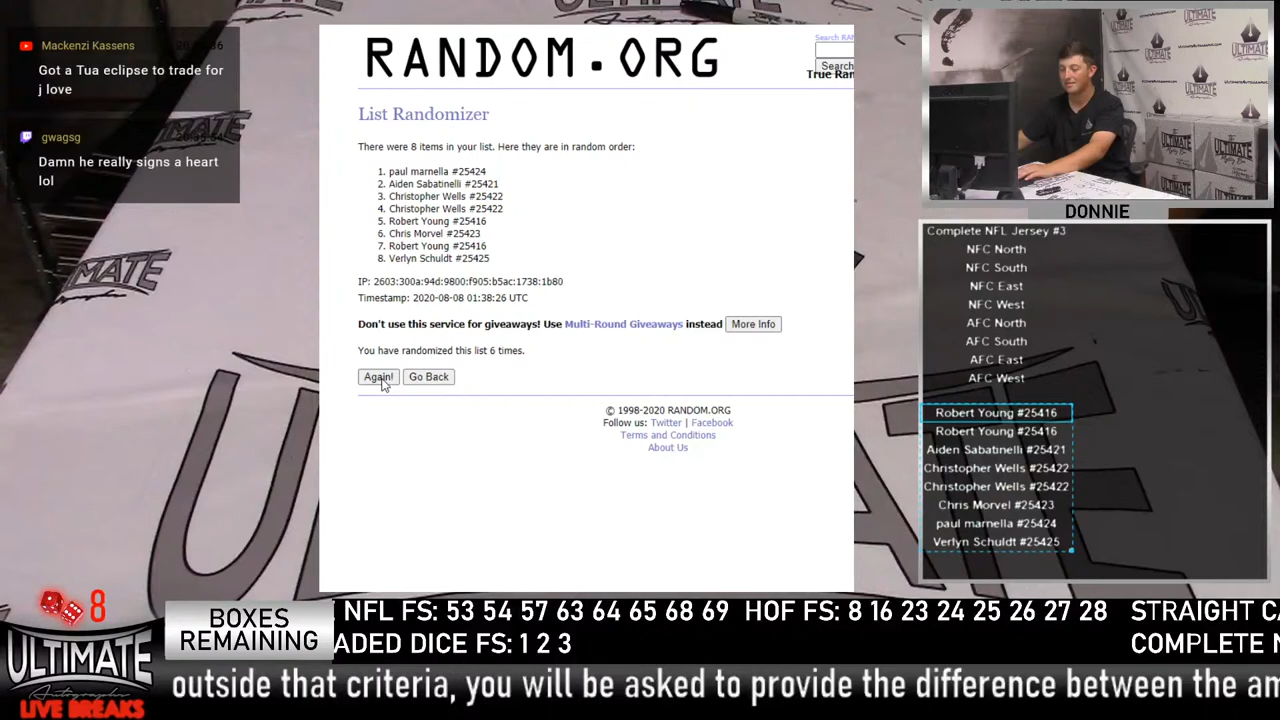 Mackenzi Kassens
Got a Tua eclipse to trade for
j love
gwagsg
Damn he really signs a heart
lol
RANDOM.ORG
Search RAN
Search
True Ran
List Randomizer
There were 8 items in your list. Here they are in random order:
1. paul marnella #25424
2. Aiden Sabatinelli #25421
3. Christopher Wells #25422
4. Christopher Wells #25422
5. Robert Young #25416
6. Chris Morvel #25423
7. Robert Young #25416
8. Verlyn Schuldt #25425
IP: 2603:300a:94d:9800:f905:b5ac:1738:1b80
Timestamp: 2020-08-08 01:38:26 UTC
Don't use this service for giveaways! Use Multi-Round Giveaways instead More Info
You have randomized this list 6 times.
Again! Go Back
© 1998-2020 RANDOM.ORG
Follow us: Twitter | Facebook
Terms and Conditions
About Us
ULTIMATE
DONNIE
Complete NFL Jersey #3
NFC North
NFC South
NFC East
NFC West
AFC North
AFC South
AFC East
AFC West
Robert Young #25416
Robert Young #25416
Aiden Sabatinelli #25421
Christopher Wells #25422
Christopher Wells #25422
Chris Morvel #25423
paul marnella #25424
Verlyn Schuldt #25425
8
BOXES
REMAINING
NFL FS: 53 54 57 63 64 65 68 69 HOF FS: 8 16 23 24 25 26 27 28 STRAIGHT CA
ADED DICE FS: 1 2 3 COMPLETE N
ULTIMATE
Autographs
LIVE BREAKS
outside that criteria, you will be asked to provide the difference between the am